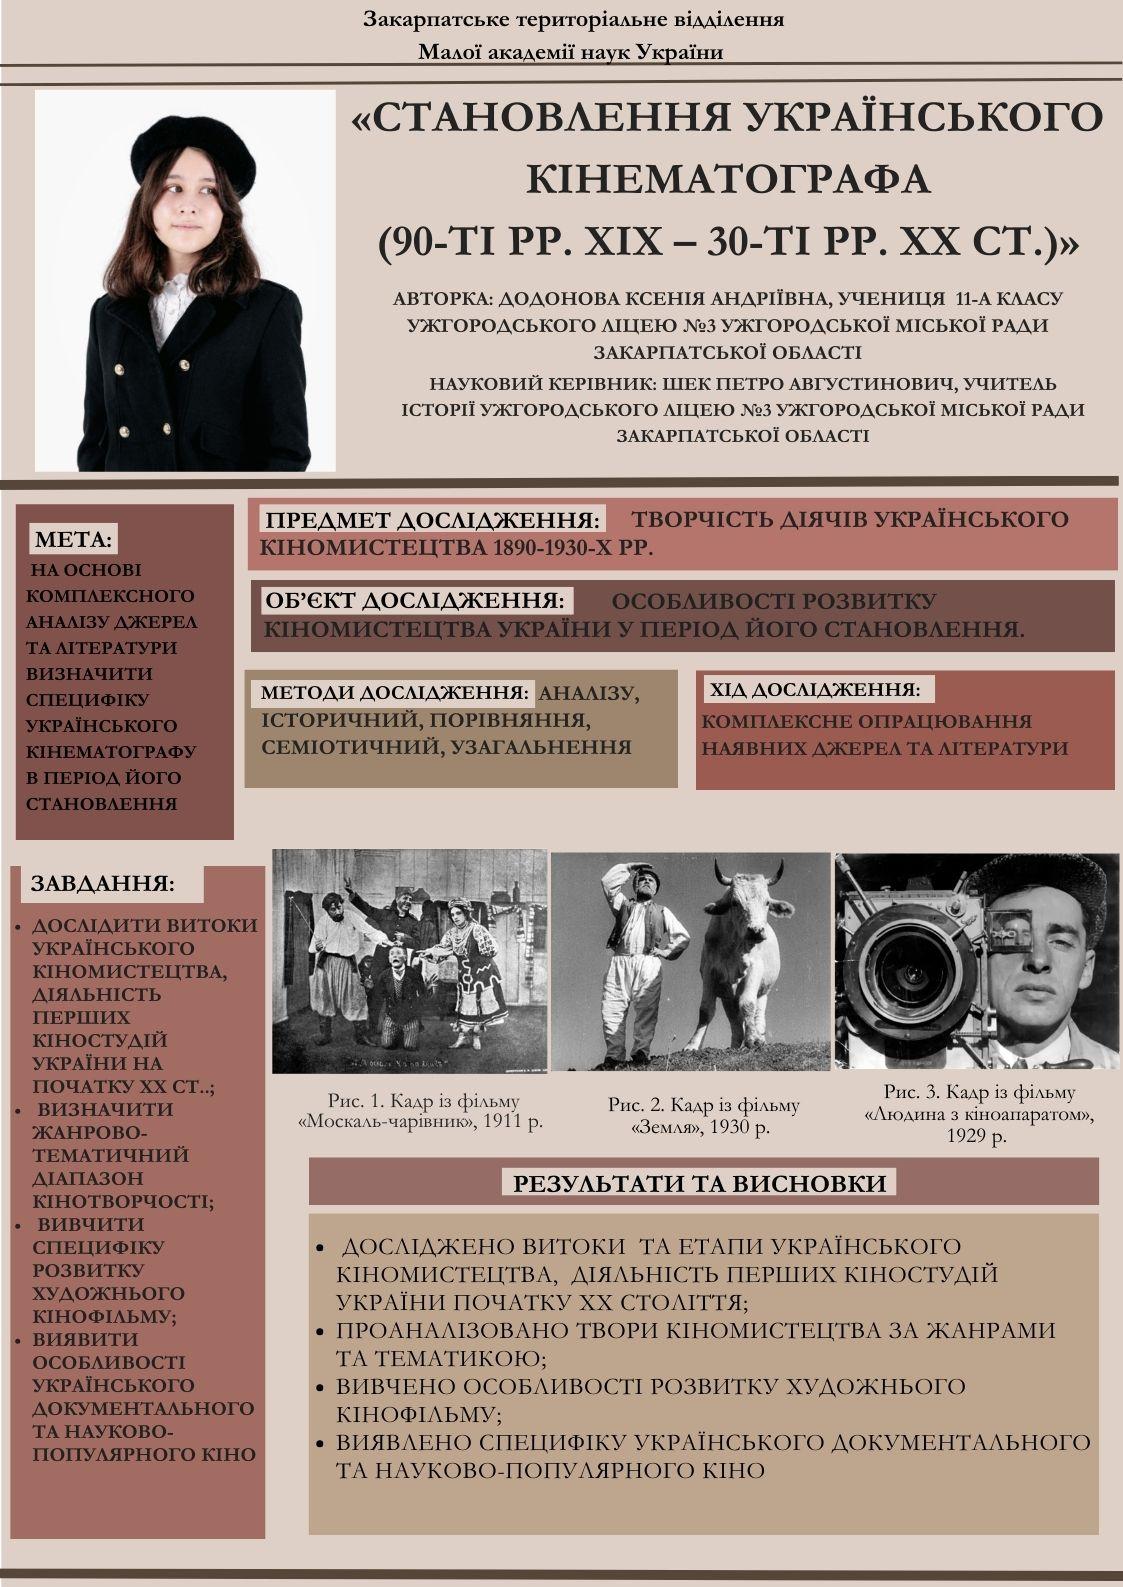 Закарпатське територіальне відділення
Малої академії наук України
«СТАНОВЛЕННЯ УКРАЇНСЬКОГО
КІНЕМАТОГРАФА
(90-ТІ РР. ХІХ – 30-ТІ РР. ХХ СТ.)»
АВТОРКА: ДОДОНОВА КСЕНІЯ АНДРІЇВНА, УЧЕНИЦЯ 11-А КЛАСУ
УЖГОРОДСЬКОГО ЛІЦЕЮ №3 УЖГОРОДСЬКОЇ МІСЬКОЇ РАДИ
ЗАКАРПАТСЬКОЇ ОБЛАСТІ
НАУКОВИЙ КЕРІВНИК: ШЕК ПЕТРО АВГУСТИНОВИЧ, УЧИТЕЛЬ
ІСТОРІЇ УЖГОРОДСЬКОГО ЛІЦЕЮ №3 УЖГОРОДСЬКОЇ МІСЬКОЇ РАДИ
ЗАКАРПАТСЬКОЇ ОБЛАСТІ
МЕТА:
НА ОСНОВІ
КОМПЛЕКСНОГО
АНАЛІЗУ ДЖЕРЕЛ
ТА ЛІТЕРАТУРИ
ВИЗНАЧИТИ
СПЕЦИФІКУ
УКРАЇНСЬКОГО
КІНЕМАТОГРАФУ
В ПЕРІОД ЙОГО
СТАНОВЛЕННЯ
ПРЕДМЕТ ДОСЛІДЖЕННЯ: ТВОРЧІСТЬ ДІЯЧІВ УКРАЇНСЬКОГО
КІНОМИСТЕЦТВА 1890-1930-Х РР.
ОБ'ЄКТ ДОСЛІДЖЕННЯ: ОСОБЛИВОСТІ РОЗВИТКУ
КІНОМИСТЕЦТВА УКРАЇНИ У ПЕРІОД ЙОГО СТАНОВЛЕННЯ.
МЕТОДИ ДОСЛІДЖЕННЯ: АНАЛІЗУ,
ІСТОРИЧНИЙ, ПОРІВНЯННЯ,
СЕМІОТИЧНИЙ, УЗАГАЛЬНЕННЯ
ХІД ДОСЛІДЖЕННЯ:
КОМПЛЕКСНЕ ОПРАЦЮВАННЯ
НАЯВНИХ ДЖЕРЕЛ ТА ЛІТЕРАТУРИ
ЗАВДАННЯ:
• ДОСЛІДИТИ ВИТОКИ
УКРАЇНСЬКОГО
КІНОМИСТЕЦТВА,
ДІЯЛЬНІСТЬ
ПЕРШИХ
КІНОСТУДІЙ
УКРАЇНИ НА
ПОЧАТКУ ХХ СТ..;
• ВИЗНАЧИТИ
ЖАНРОВО-
ТЕМАТИЧНИЙ
ДІАПАЗОН
КІНОТВОРЧОСТІ;
• ВИВЧИТИ
СПЕЦИФІКУ
РОЗВИТКУ
ХУДОЖНЬОГО
КІНОФІЛЬМУ;
• ВИЯВИТИ
ОСОБЛИВОСТІ
УКРАЇНСЬКОГО
ДОКУМЕНТАЛЬНОГО
ТА НАУКОВО-
ПОПУЛЯРНОГО КІНО
Рис. 1. Кадр із фільму
«Москаль-чарівник», 1911 р.
Рис. 2. Кадр із фільму
«Земля», 1930 р.
Рис. 3. Кадр із фільму
«Людина з кіноапаратом»,
1929 р.
РЕЗУЛЬТАТИ ТА ВИСНОВКИ
• ДОСЛІДЖЕНО ВИТОКИ ТА ЕТАПИ УКРАЇНСЬКОГО
КІНОМИСТЕЦТВА, ДІЯЛЬНІСТЬ ПЕРШИХ КІНОСТУДІЙ
УКРАЇНИ ПОЧАТКУ ХХ СТОЛІТТЯ;
• ПРОАНАЛІЗОВАНО ТВОРИ КІНОМИСТЕЦТВА ЗА ЖАНРАМИ
ТА ТЕМАТИКОЮ;
• ВИВЧЕНО ОСОБЛИВОСТІ РОЗВИТКУ ХУДОЖНЬОГО
КІНОФІЛЬМУ;
• ВИЯВЛЕНО СПЕЦИФІКУ УКРАЇНСЬКОГО ДОКУМЕНТАЛЬНОГО
ТА НАУКОВО-ПОПУЛЯРНОГО КІНО